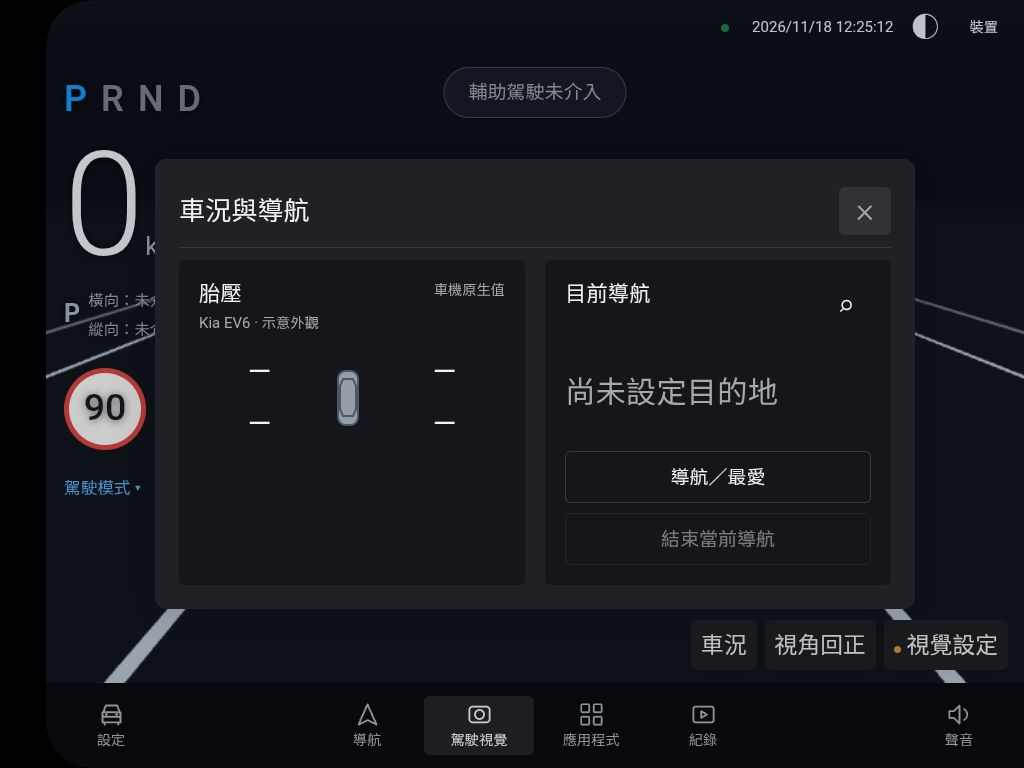 2026/11/18 12:25:12
裝置
P R N D
輔助駕駛未介入
0
車況與導航
胎壓
車機原生值
Kia EV6 · 示意外觀
—
—
—
—
目前導航
尚未設定目的地
導航／最愛
結束當前導航
P
橫向：未
縱向：未
90
駕駛模式 ▾
車況
視角回正
視覺設定
設定
導航
駕駛視覺
應用程式
紀錄
聲音